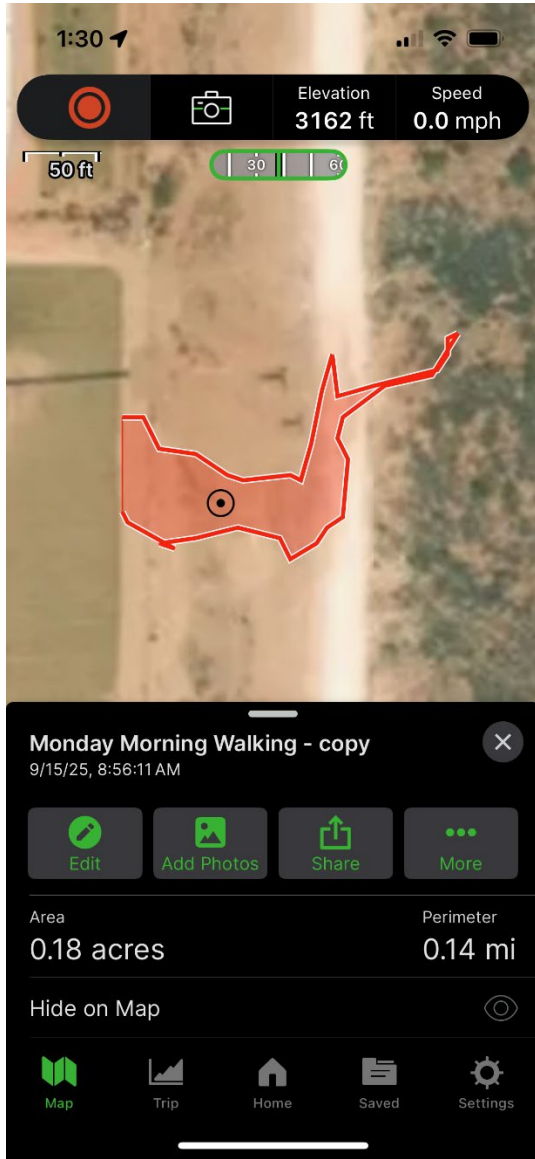 1:30
Elevation Speed
3162 ft 0.0 mph
50 ft
30 60
Monday Morning Walking - copy
9/15/25, 8:56:11 AM
Edit Add Photos Share More
Area Perimeter
0.18 acres 0.14 mi
Hide on Map
Map Trip Home Saved Settings